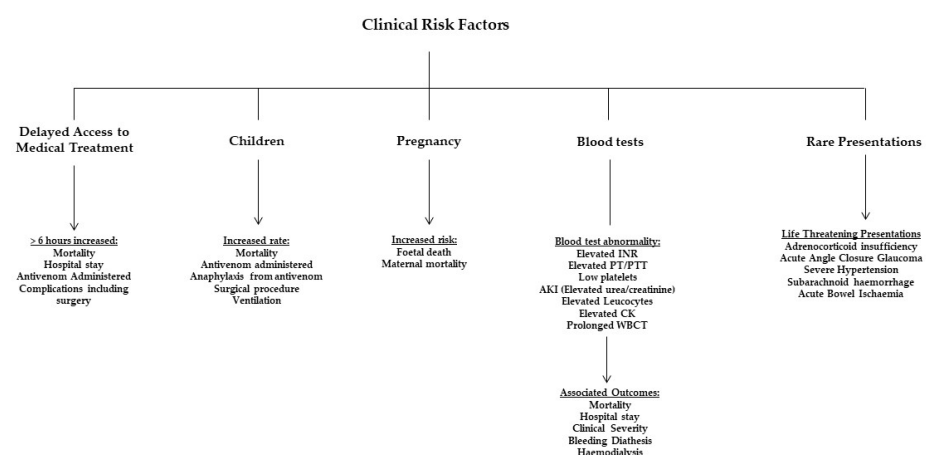 Clinical Risk Factors
Delayed Access to
Medical Treatment
> 6 hours increased:
Mortality
Hospital stay
Antivenom Administered
Complications including
surgery
Children
Increased rate:
Mortality
Antivenom administered
Anaphylaxis from antivenom
Surgical procedure
Ventilation
Pregnancy
Increased risk:
Foetal death
Maternal mortality
Blood tests
Blood test abnormality:
Elevated INR
Elevated PT/PTT
Low platelets
AKI (Elevated urea/creatinine)
Elevated Leucocytes
Elevated CK
Prolonged WBCT
Associated Outcomes:
Mortality
Hospital stay
Clinical Severity
Bleeding Diathesis
Haemodialysis
Rare Presentations
Life Threatening Presentations
Adrenocorticoid insufficiency
Acute Angle Closure Glaucoma
Severe Hypertension
Subarachnoid haemorrhage
Acute Bowel Ischaemia